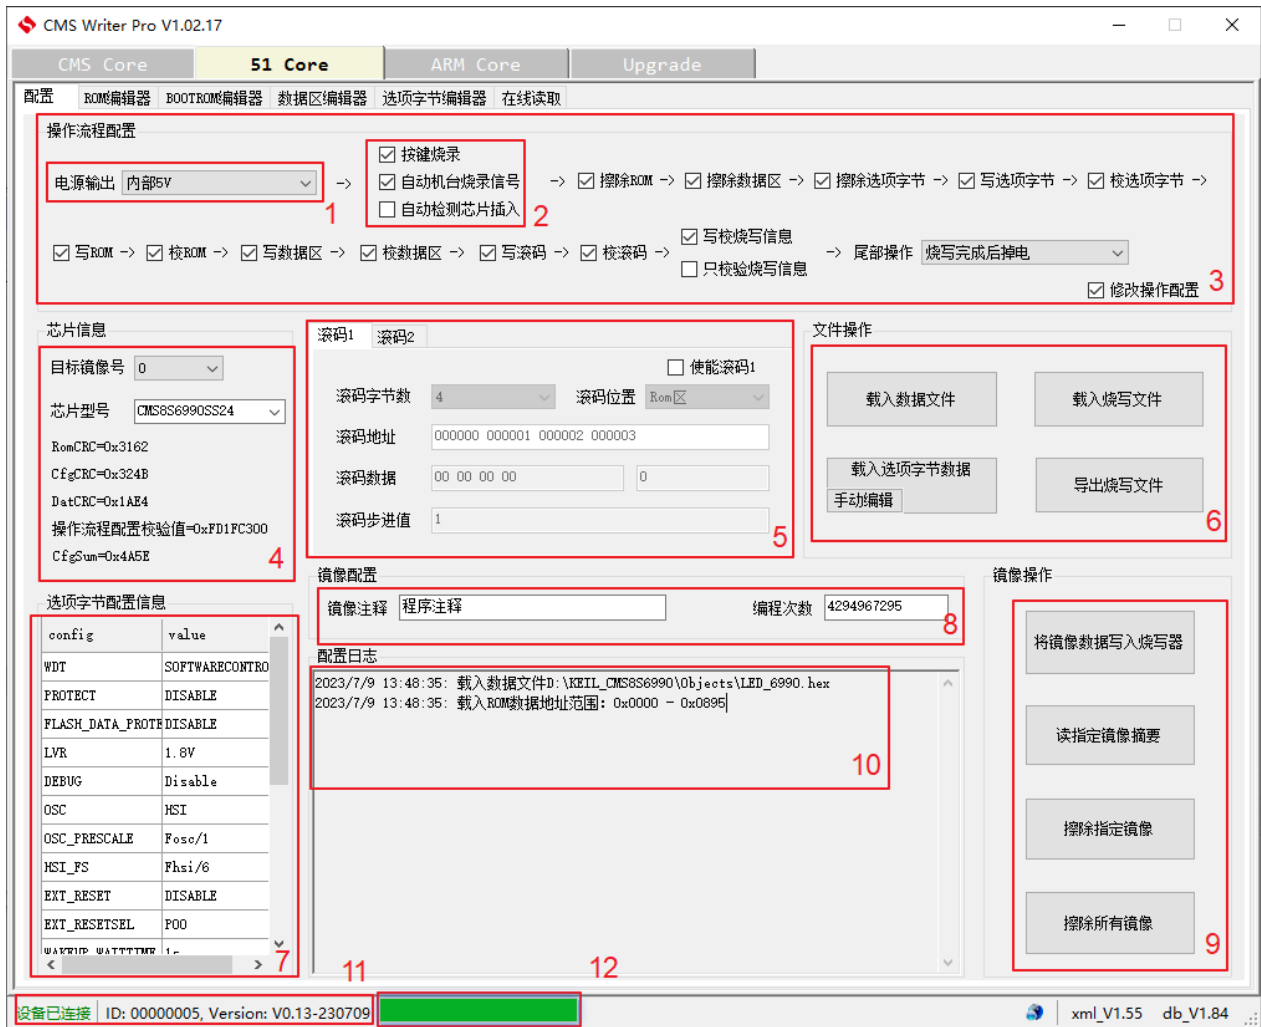 CMS Writer Pro V1.02.17
CMS Core 51 Core ARM Core Upgrade
配置 ROM编辑器 BOOTROM编辑器 数据区编辑器 选项字节编辑器 在线读取
操作流程配置
按键烧录
电源输出 内部5V -> 自动机台烧录信号 -> 擦除ROM -> 擦除数据区 -> 擦除选项字节 -> 写选项字节 -> 校选项字节 ->
自动检测芯片插入
1
2
写校烧写信息
写ROM -> 校ROM -> 写数据区 -> 校数据区 -> 写滚码 -> 校滚码 -> -> 尾部操作 烧写完成后掉电
只校验烧写信息
修改操作配置 3
芯片信息
目标镜像号 0
芯片型号 CMS8S6990SS24
RomCRC=0x3162
CfgCRC=0x324B
DatCRC=0x1AE4
操作流程配置校验值=0xFD1FC300
CfgSum=0x4A5E
4
滚码1 滚码2
使能滚码1
滚码字节数 4 滚码位置 Rom区
滚码地址 000000 000001 000002 000003
滚码数据 00 00 00 00 0
滚码步进值 1
5
文件操作
载入数据文件 载入烧写文件
载入选项字节数据 导出烧写文件
手动编辑
6
选项字节配置信息
config value
WDT SOFTWARECONTRO
PROTECT DISABLE
FLASH_DATA_PROTE DISABLE
LVR 1.8V
DEBUG Disable
OSC HSI
OSC_PRESCALE Fosc/1
HSI_FS Fhsi/6
EXT_RESET DISABLE
EXT_RESETSEL P00
WAKEUP_WAITTIME 1s
7
镜像配置
镜像注释 程序注释 编程次数 4294967295
8
配置日志
2023/7/9 13:48:35: 载入数据文件D:\KEIL_CMS8S6990\Objects\LED_6990.hex
2023/7/9 13:48:35: 载入ROM数据地址范围：0x0000 - 0x0895
10
镜像操作
将镜像数据写入烧写器
读指定镜像摘要
擦除指定镜像
擦除所有镜像
9
11
12
设备已连接 ID: 00000005, Version: V0.13-230709 xml_V1.55 db_V1.84